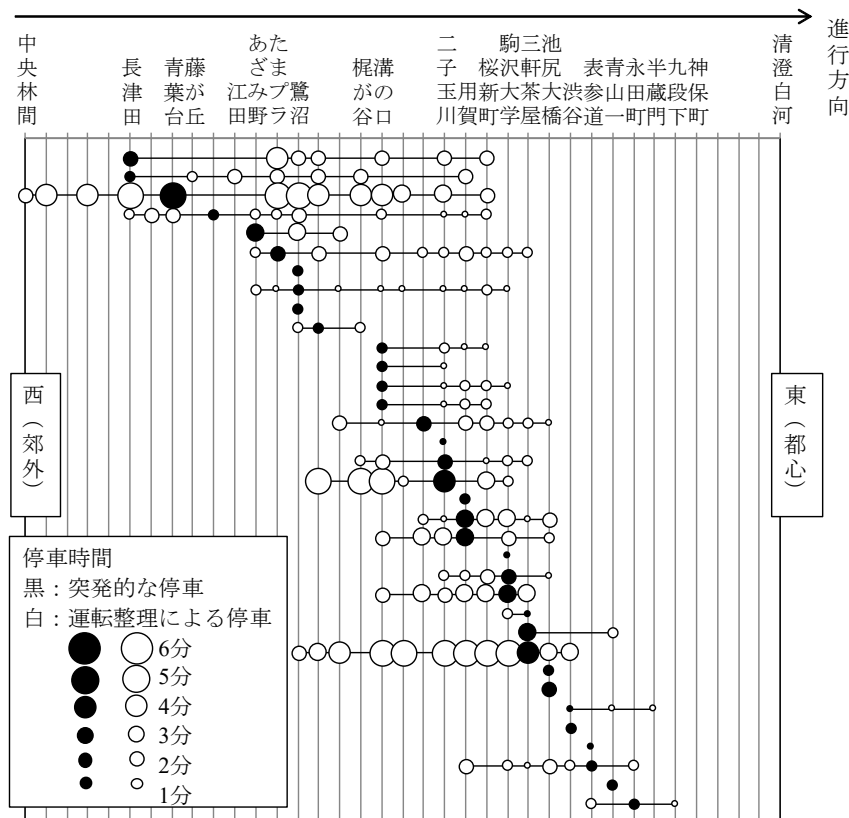 進行方向
中央林間
長津田
青葉台
藤が丘
江田
あざみ野
たまプラ
鷺沼
梶が谷
溝の口
二子玉川
用賀
桜新町
駒沢大学
三軒茶屋
池尻大橋
渋谷
表参道
青山一
永田町
半蔵門
九段下
神保町
清澄白河
西（郊外）
東（都心）
停車時間
黒：突発的な停車
白：運転整理による停車
6分
5分
4分
3分
2分
1分